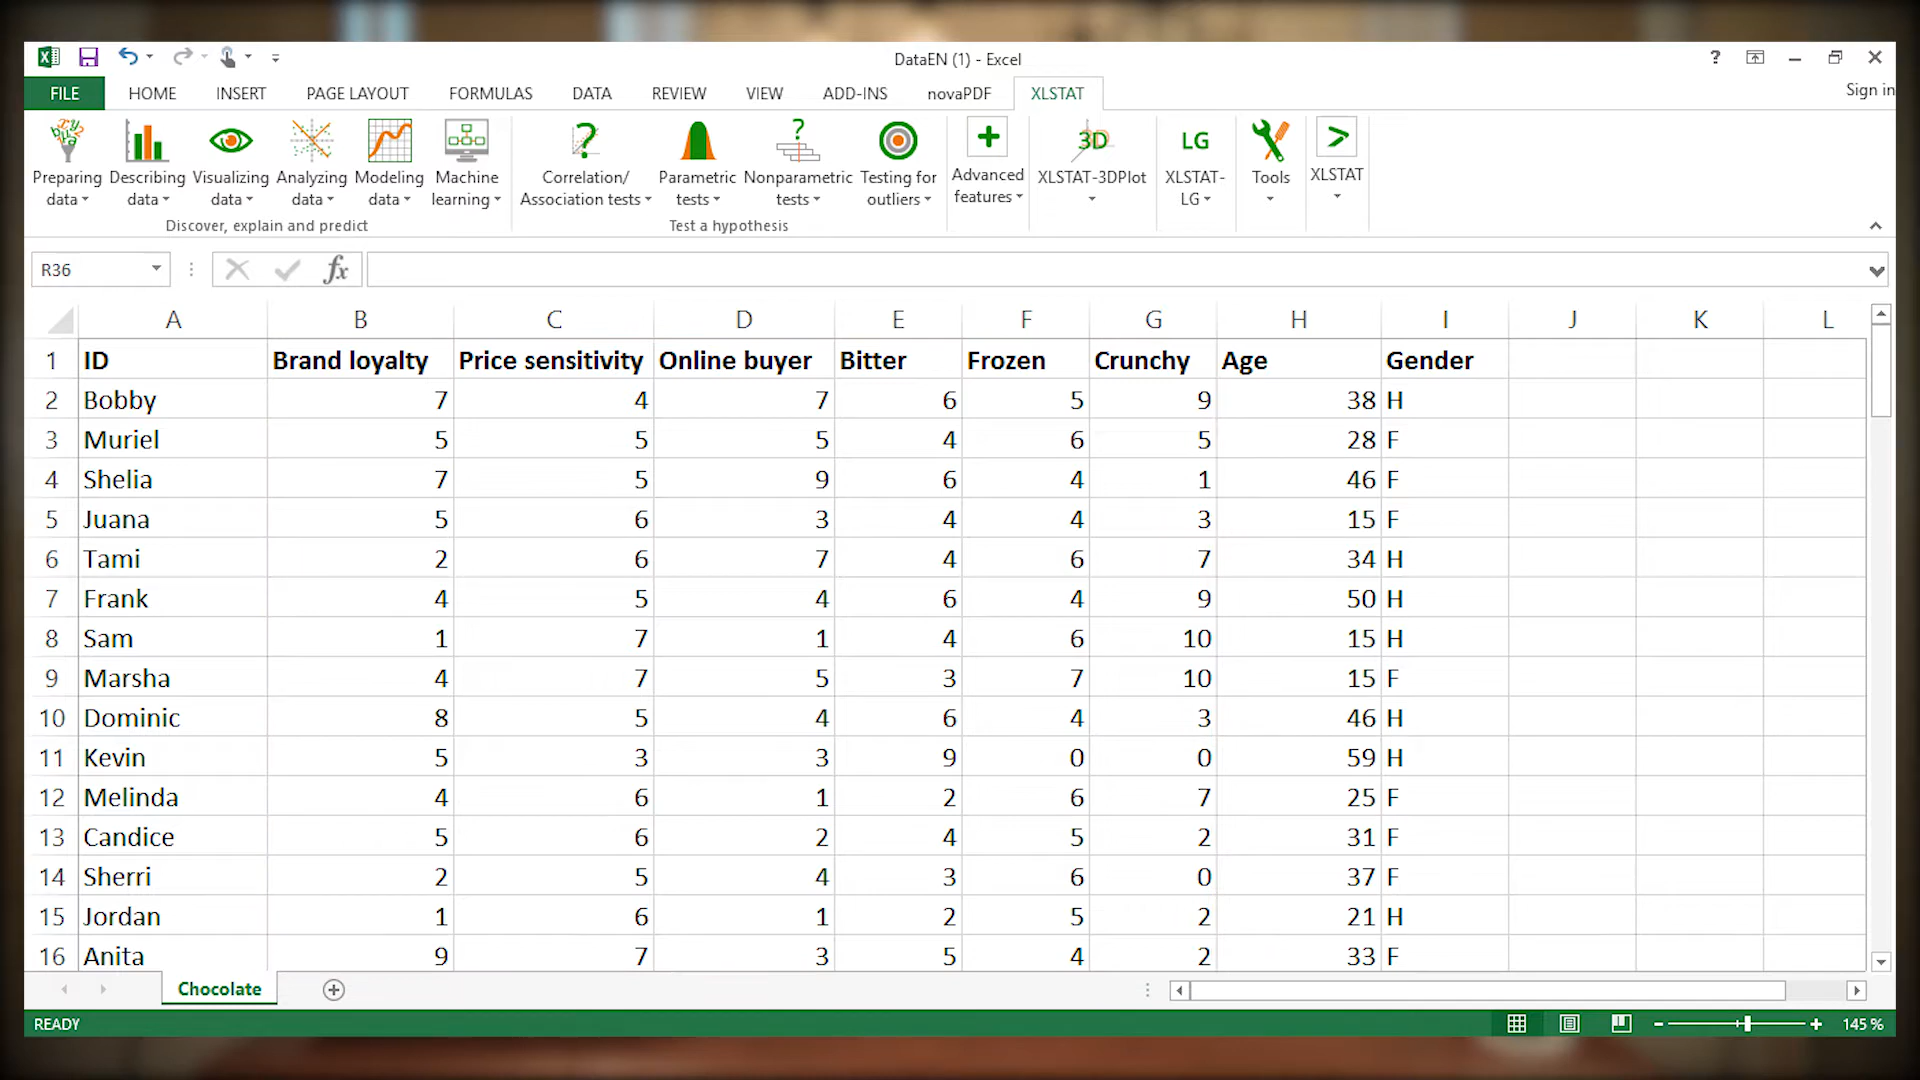 DataEN (1) - Excel
?
FILE HOME INSERT PAGE LAYOUT FORMULAS DATA REVIEW VIEW ADD-INS novaPDF XLSTAT Sign in
Preparing data Describing data Visualizing data Analyzing data Modeling data Machine learning Correlation/ Association tests Parametric tests Nonparametric tests Testing for outliers Advanced features 3D XLSTAT-3DPlot LG XLSTAT-LG Tools XLSTAT
Discover, explain and predict Test a hypothesis
R36 fx
A B C D E F G H I J K L
1 ID Brand loyalty Price sensitivity Online buyer Bitter Frozen Crunchy Age Gender
2 Bobby 7 4 7 6 5 9 38 H
3 Muriel 5 5 5 4 6 5 28 F
4 Shelia 7 5 9 6 4 1 46 F
5 Juana 5 6 3 4 4 3 15 F
6 Tami 2 6 7 4 6 7 34 H
7 Frank 4 5 4 6 4 9 50 H
8 Sam 1 7 1 4 6 10 15 H
9 Marsha 4 7 5 3 7 10 15 F
10 Dominic 8 5 4 6 4 3 46 H
11 Kevin 5 3 3 9 0 0 59 H
12 Melinda 4 6 1 2 6 7 25 F
13 Candice 5 6 2 4 5 2 31 F
14 Sherri 2 5 4 3 6 0 37 F
15 Jordan 1 6 1 2 5 2 21 H
16 Anita 9 7 3 5 4 2 33 F
Chocolate
READY 145 %